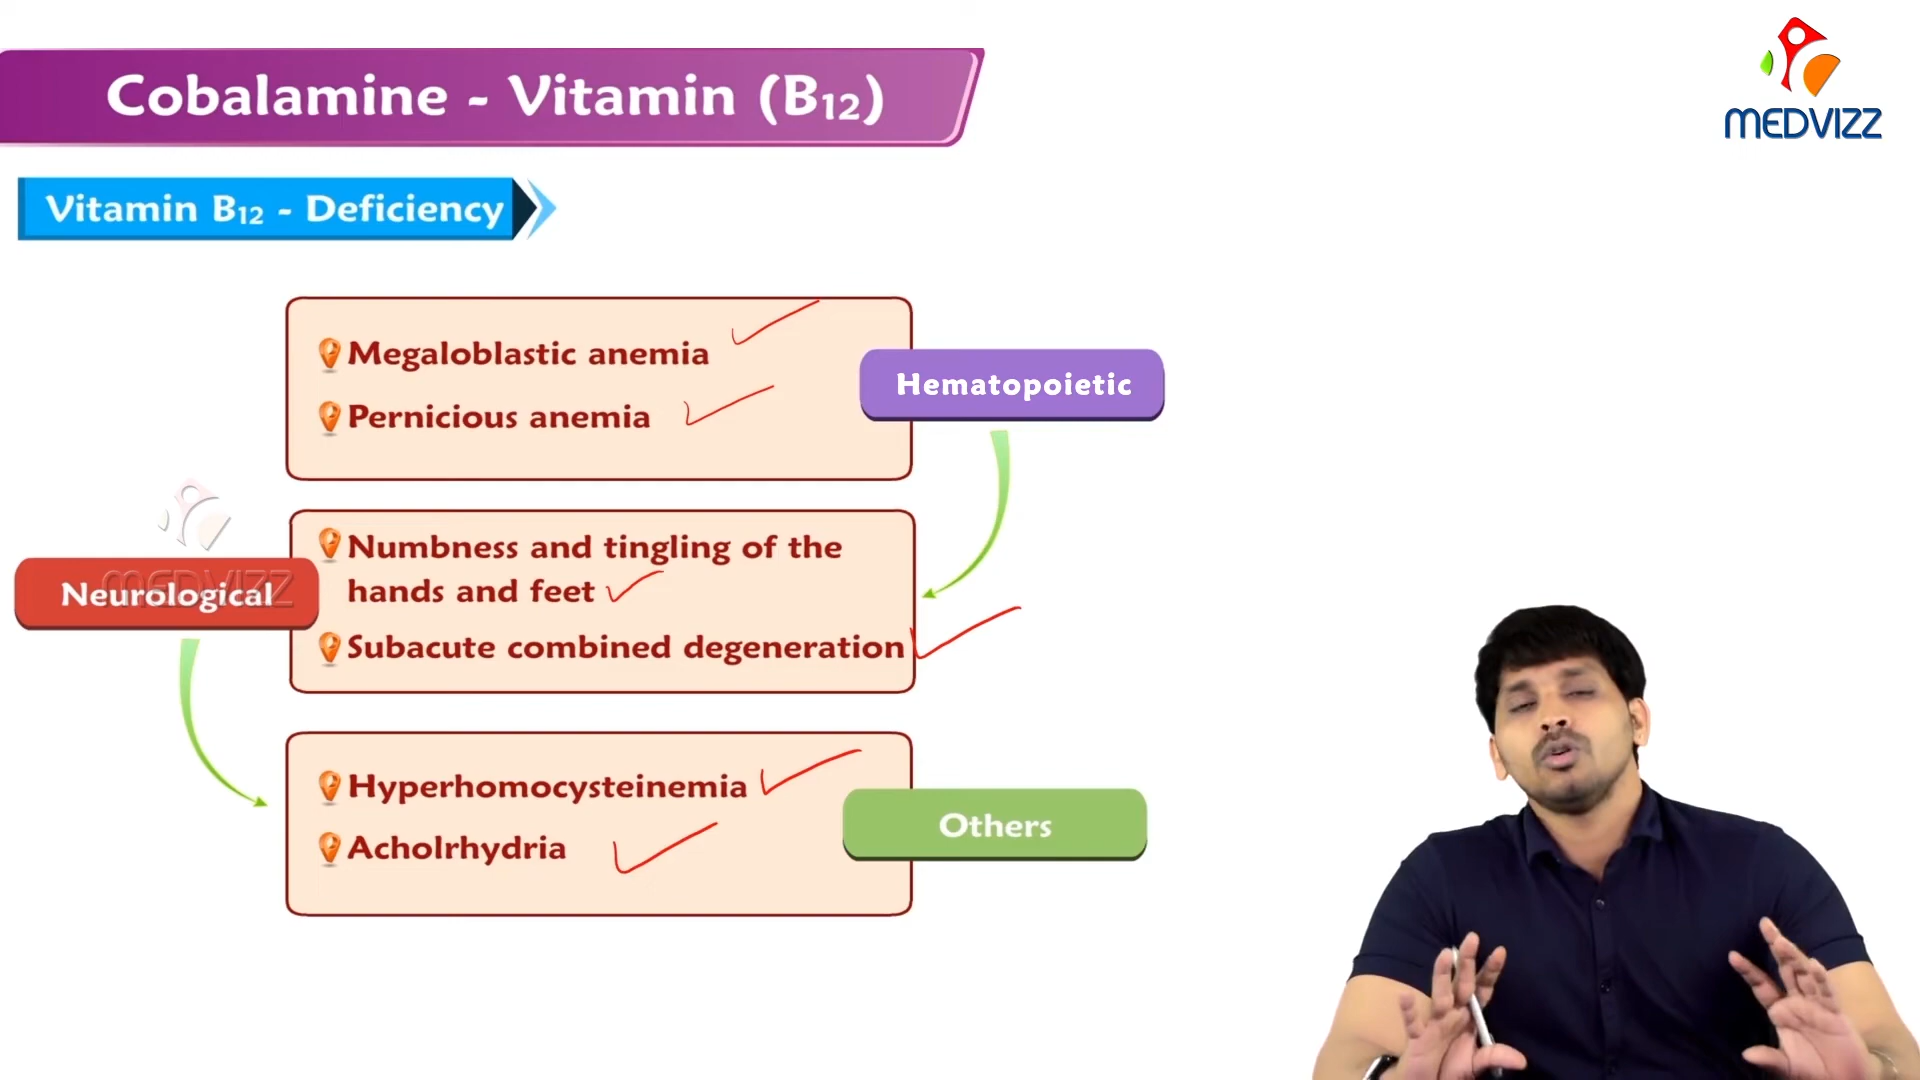 Cobalamine - Vitamin (B₁₂)
MEDVIZZ
Vitamin B₁₂ - Deficiency
Megaloblastic anemia
Pernicious anemia
Hematopoietic
Numbness and tingling of the
hands and feet
Subacute combined degeneration
MEDVIZZ
Neurological
Hyperhomocysteinemia
Acholrhydria
Others